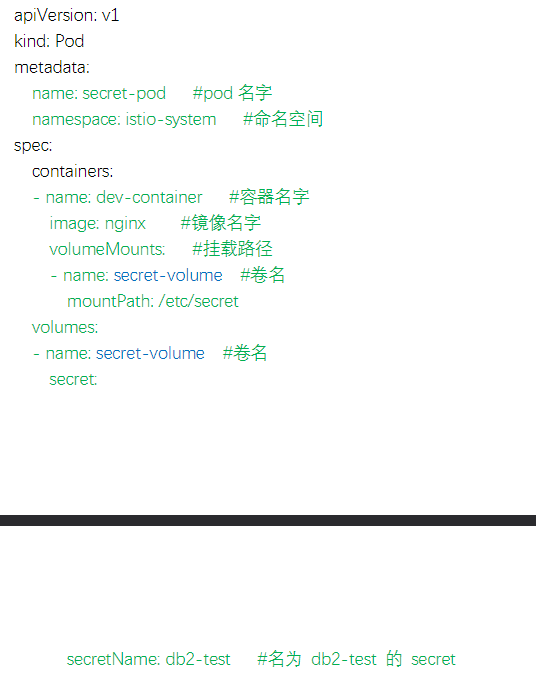 apiVersion: v1
kind: Pod
metadata:
name: secret-pod #pod 名字
namespace: istio-system #命名空间
spec:
containers:
- name: dev-container #容器名字
image: nginx #镜像名字
volumeMounts: #挂载路径
- name: secret-volume #卷名
mountPath: /etc/secret
volumes:
- name: secret-volume #卷名
secret:
secretName: db2-test #名为 db2-test 的 secret